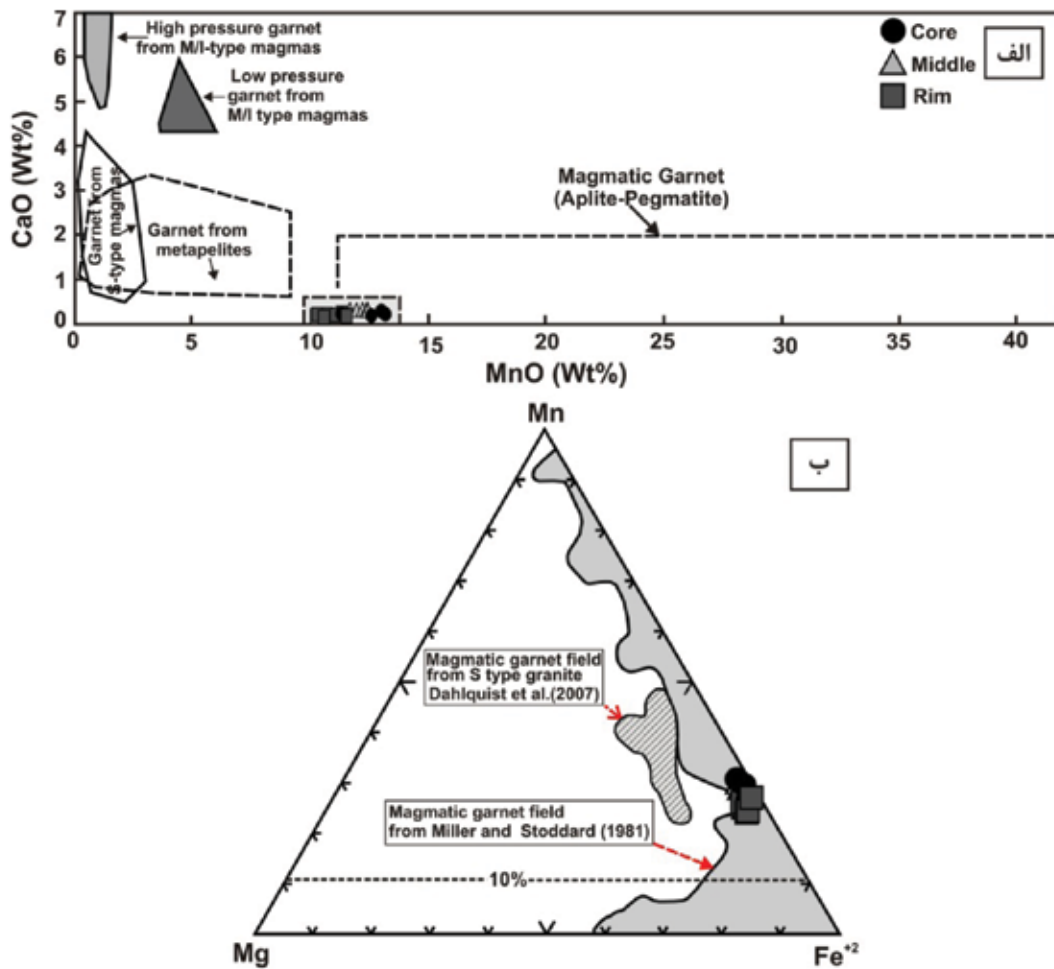 7
6
5
4
3
2
1
0
CaO (Wt%)
High pressure garnet
from M/I-type magmas
Low pressure
garnet from
M/I type magmas
Garnet from
S-type magmas
Garnet from
metapelites
Magmatic Garnet
(Aplite-Pegmatite)
Core
Middle
Rim
الف
0 5 10 15 20 25 30 35 40
MnO (Wt%)
Mn
ب
Magmatic garnet field
from S type granite
Dahlquist et al.(2007)
Magmatic garnet field
from Miller and Stoddard (1981)
10%
Mg
Fe+2